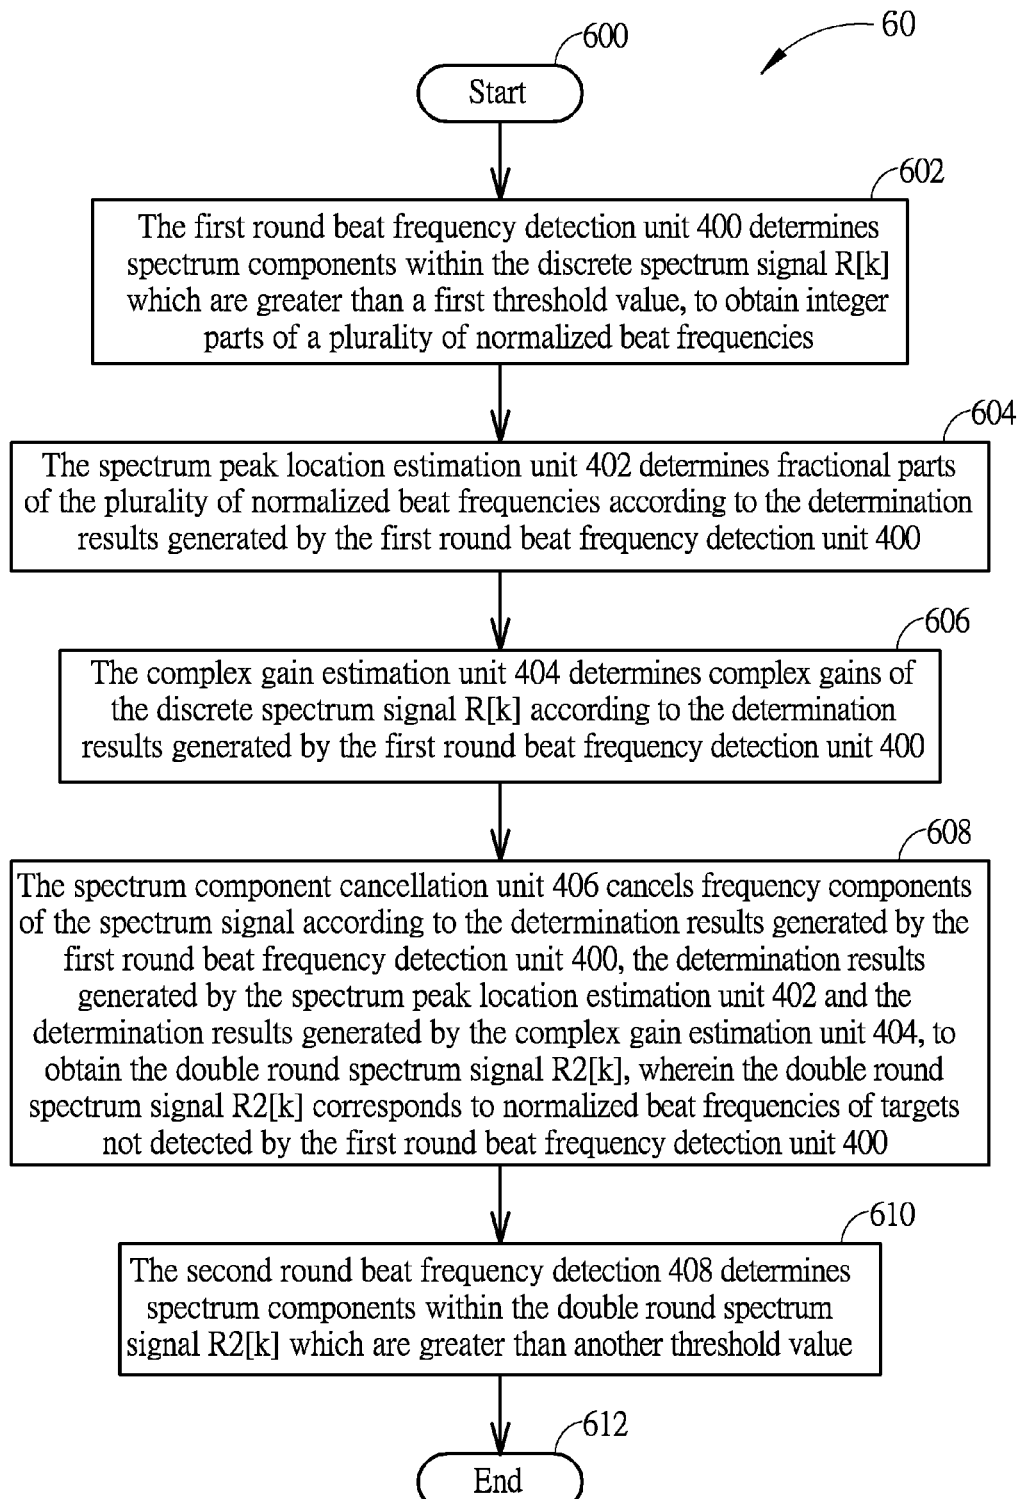 60
600
Start
602
The first round beat frequency detection unit 400 determines
spectrum components within the discrete spectrum signal R[k]
which are greater than a first threshold value, to obtain integer
parts of a plurality of normalized beat frequencies
604
The spectrum peak location estimation unit 402 determines fractional parts
of the plurality of normalized beat frequencies according to the determination
results generated by the first round beat frequency detection unit 400
606
The complex gain estimation unit 404 determines complex gains of
the discrete spectrum signal R[k] according to the determination
results generated by the first round beat frequency detection unit 400
608
The spectrum component cancellation unit 406 cancels frequency components
of the spectrum signal according to the determination results generated by the
first round beat frequency detection unit 400, the determination results
generated by the spectrum peak location estimation unit 402 and the
determination results generated by the complex gain estimation unit 404, to
obtain the double round spectrum signal R2[k], wherein the double round
spectrum signal R2[k] corresponds to normalized beat frequencies of targets
not detected by the first round beat frequency detection unit 400
610
The second round beat frequency detection 408 determines
spectrum components within the double round spectrum
signal R2[k] which are greater than another threshold value
612
End